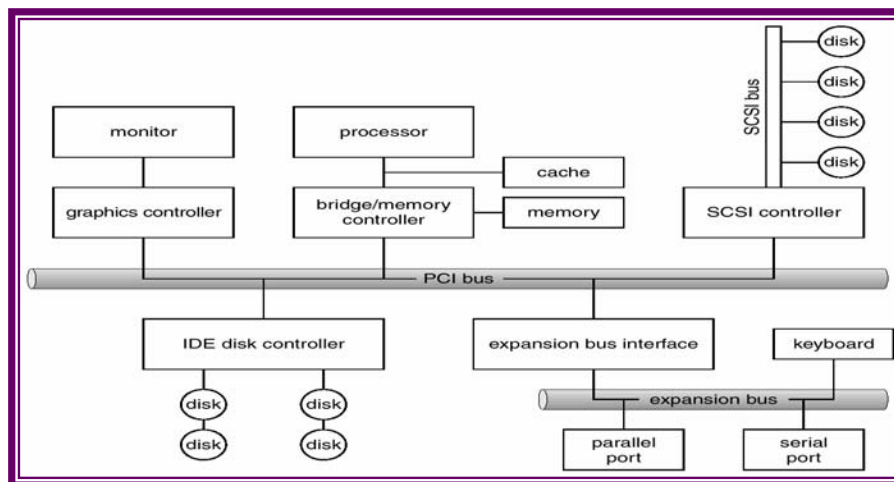 disk
disk
disk
disk
SCSI bus
monitor
processor
cache
graphics controller
bridge/memory
controller
memory
SCSI controller
PCI bus
IDE disk controller
expansion bus interface
keyboard
disk
disk
disk
disk
expansion bus
parallel
port
serial
port